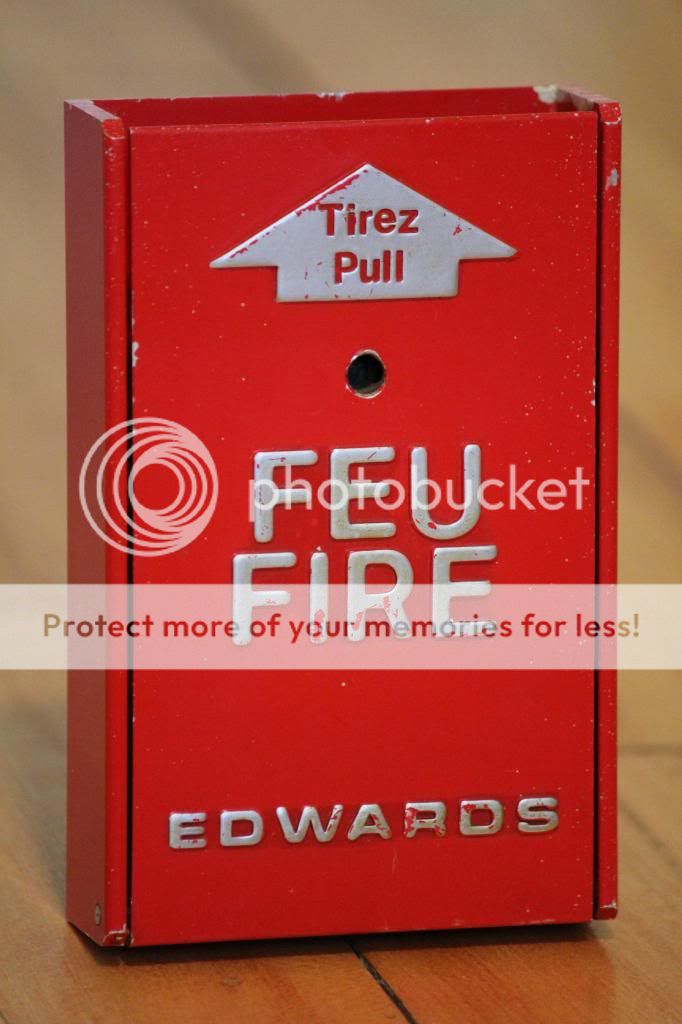 Tirez
Pull
FEU
photobucket
FIRE
Protect more of your memories for less!
EDWARDS